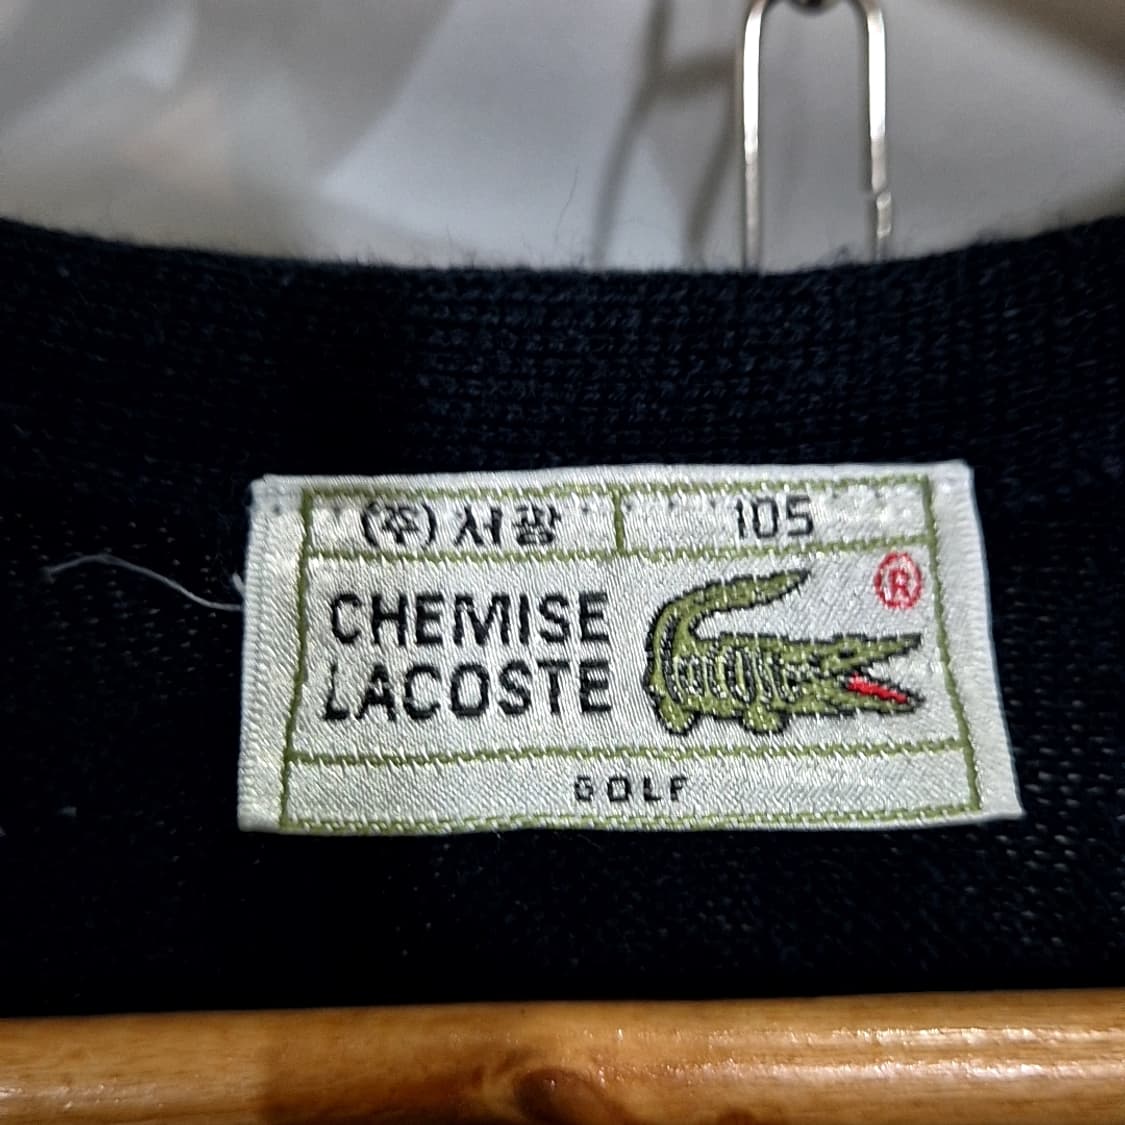 (주) 서광 105
®
CHEMISE
LACOSTE
GOLF